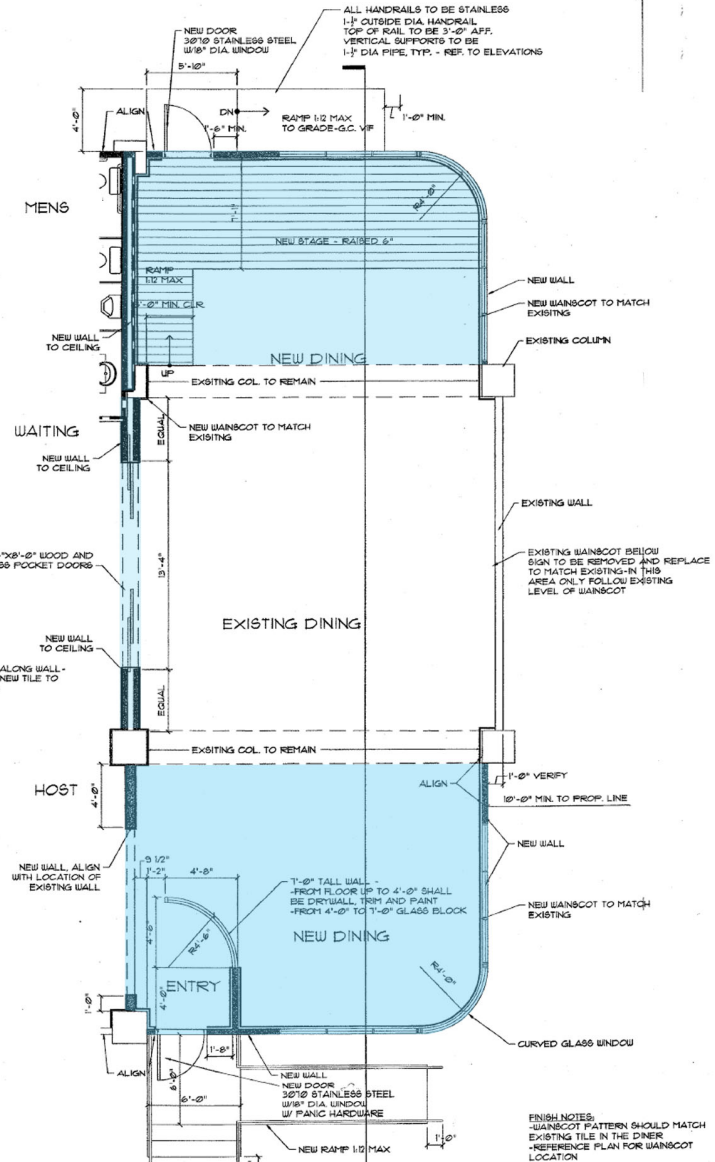 ALL HANDRAILS TO BE STAINLESS
1-½" OUTSIDE DIA. HANDRAIL
TOP OF RAIL TO BE 3'-0" AFF.
VERTICAL SUPPORTS TO BE
1-½" DIA PIPE, TYP. - REF. TO ELEVATIONS
NEW DOOR
3070 STAINLESS STEEL
W/18" DIA. WINDOW
5'-10"
4'-0"
ALIGN
DN
1'-6" MIN.
RAMP 1:12 MAX
TO GRADE-G.C. VIF
1'-0" MIN.
MENS
R4'-0"
7'-1"
NEW STAGE - RAISED 6"
RAMP
1:12 MAX
NEW WALL
NEW WAINSCOT TO MATCH
EXISITNG
NEW WALL
TO CEILING
EXISTING COLUMN
NEW DINING
UP
EXSITING COL. TO REMAIN
NEW WAINSCOT TO MATCH
EXISITNG
WAITING
EQUAL
NEW WALL
TO CEILING
EXISTING WALL
"X8'-0" WOOD AND
SS POCKET DOORS
13'-4"
EXISTING WAINSCOT BELOW
SIGN TO BE REMOVED AND REPLACE
TO MATCH EXISTING-IN THIS
AREA ONLY FOLLOW EXISTING
LEVEL OF WAINSCOT
EXISTING DINING
NEW WALL
TO CEILING
ALONG WALL-
NEW TILE TO
EQUAL
EXSITING COL. TO REMAIN
HOST
4'-0"
ALIGN
1'-0" VERIFY
10'-0" MIN. TO PROP. LINE
NEW WALL
NEW WALL, ALIGN
WITH LOCATION OF
EXISTING WALL
9 1/2"
1'-2"
4'-8"
7'-0" TALL WALL -
-FROM FLOOR UP TO 4'-0" SHALL
BE DRYWALL, TRIM AND PAINT
-FROM 4'-0" TO 7'-0" GLASS BLOCK
NEW WAINSCOT TO MATCH
EXISTING
4'-6"
R4'-6"
NEW DINING
R4'-0"
ENTRY
4'-0"
1'-0"
CURVED GLASS WINDOW
1'-8"
ALIGN
6'-0"
6'-0"
NEW WALL
NEW DOOR
3070 STAINLESS STEEL
W/18" DIA. WINDOW
W/ PANIC HARDWARE
1'-0"
NEW RAMP 1:12 MAX
FINISH NOTES:
-WAINSCOT PATTERN SHOULD MATCH
EXISTING TILE IN THE DINER
-REFERENCE PLAN FOR WAINSCOT
LOCATION